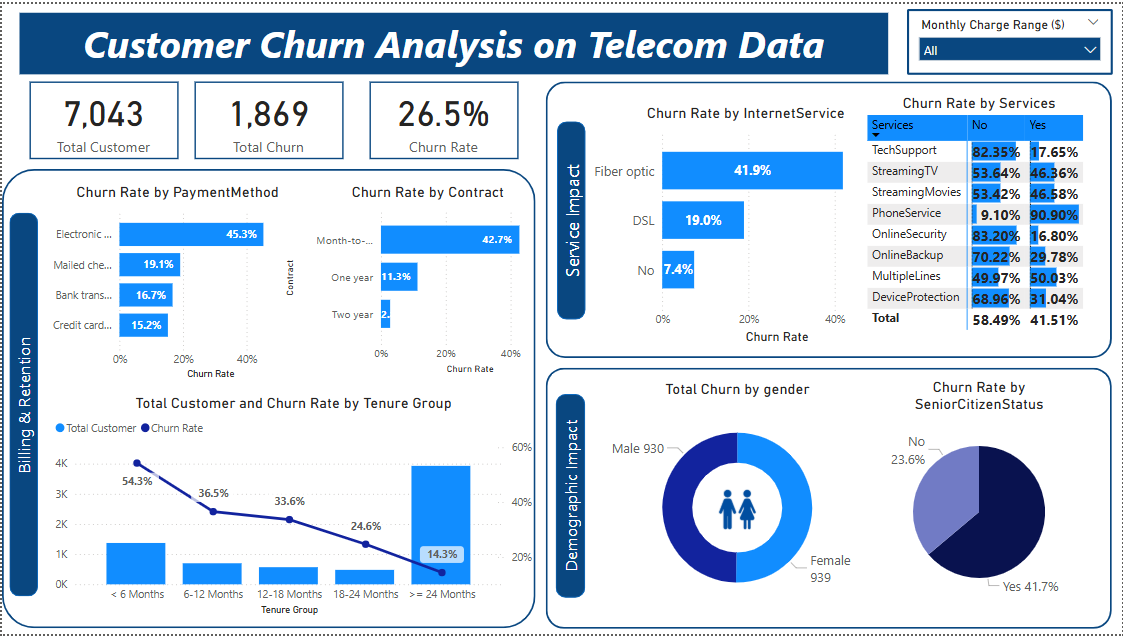 Customer Churn Analysis on Telecom Data
Monthly Charge Range ($)
All
7,043
Total Customer
1,869
Total Churn
26.5%
Churn Rate
Billing & Retention
Churn Rate by PaymentMethod
Electronic ...
45.3%
Mailed che...
19.1%
Bank trans...
16.7%
Credit card...
15.2%
0%
20%
40%
Churn Rate
Churn Rate by Contract
Contract
Month-to-...
42.7%
One year
11.3%
Two year
2.
0%
20%
40%
Churn Rate
Total Customer and Churn Rate by Tenure Group
Total Customer
Churn Rate
4K
3K
2K
1K
0K
60%
40%
20%
54.3%
36.5%
33.6%
24.6%
14.3%
< 6 Months
6-12 Months
12-18 Months
18-24 Months
>= 24 Months
Tenure Group
Service Impact
Churn Rate by InternetService
Fiber optic
41.9%
DSL
19.0%
No
7.4%
0%
20%
40%
Churn Rate
Churn Rate by Services
Services No Yes
TechSupport 82.35% 17.65%
StreamingTV 53.64% 46.36%
StreamingMovies 53.42% 46.58%
PhoneService 9.10% 90.90%
OnlineSecurity 83.20% 16.80%
OnlineBackup 70.22% 29.78%
MultipleLines 49.97% 50.03%
DeviceProtection 68.96% 31.04%
Total 58.49% 41.51%
Demographic Impact
Total Churn by gender
Male 930
Female
939
Churn Rate by
SeniorCitizenStatus
No
23.6%
Yes 41.7%